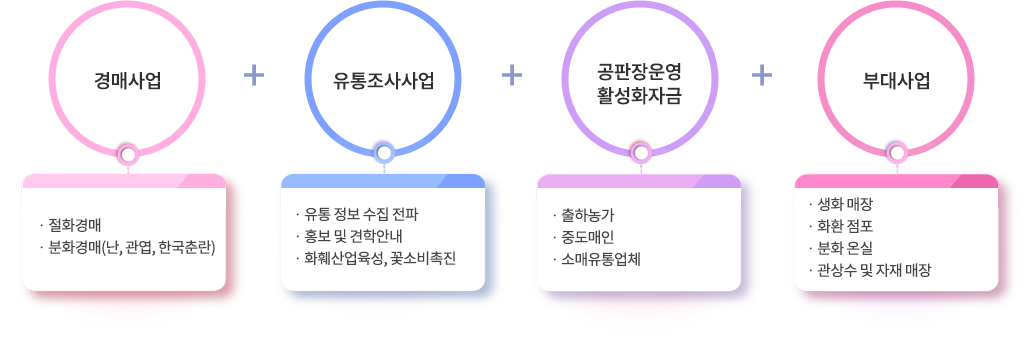 경매사업
+
유통조사사업
+
공판장운영
활성화자금
+
부대사업
· 절화경매
· 분화경매(난, 관엽, 한국춘란)
· 유통 정보 수집 전파
· 홍보 및 견학안내
· 화훼산업육성, 꽃소비촉진
· 출하농가
· 중도매인
· 소매유통업체
· 생화 매장
· 화환 점포
· 분화 온실
· 관상수 및 자재 매장